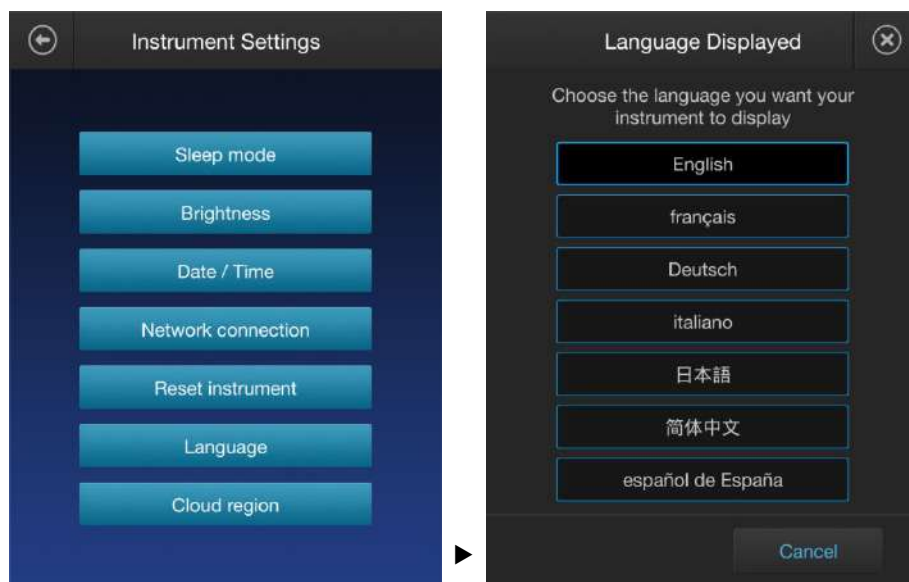 Instrument Settings
Sleep mode
Brightness
Date / Time
Network connection
Reset instrument
Language
Cloud region
Language Displayed
Choose the language you want your
instrument to display
English
français
Deutsch
italiano
日本語
简体中文
español de España
Cancel